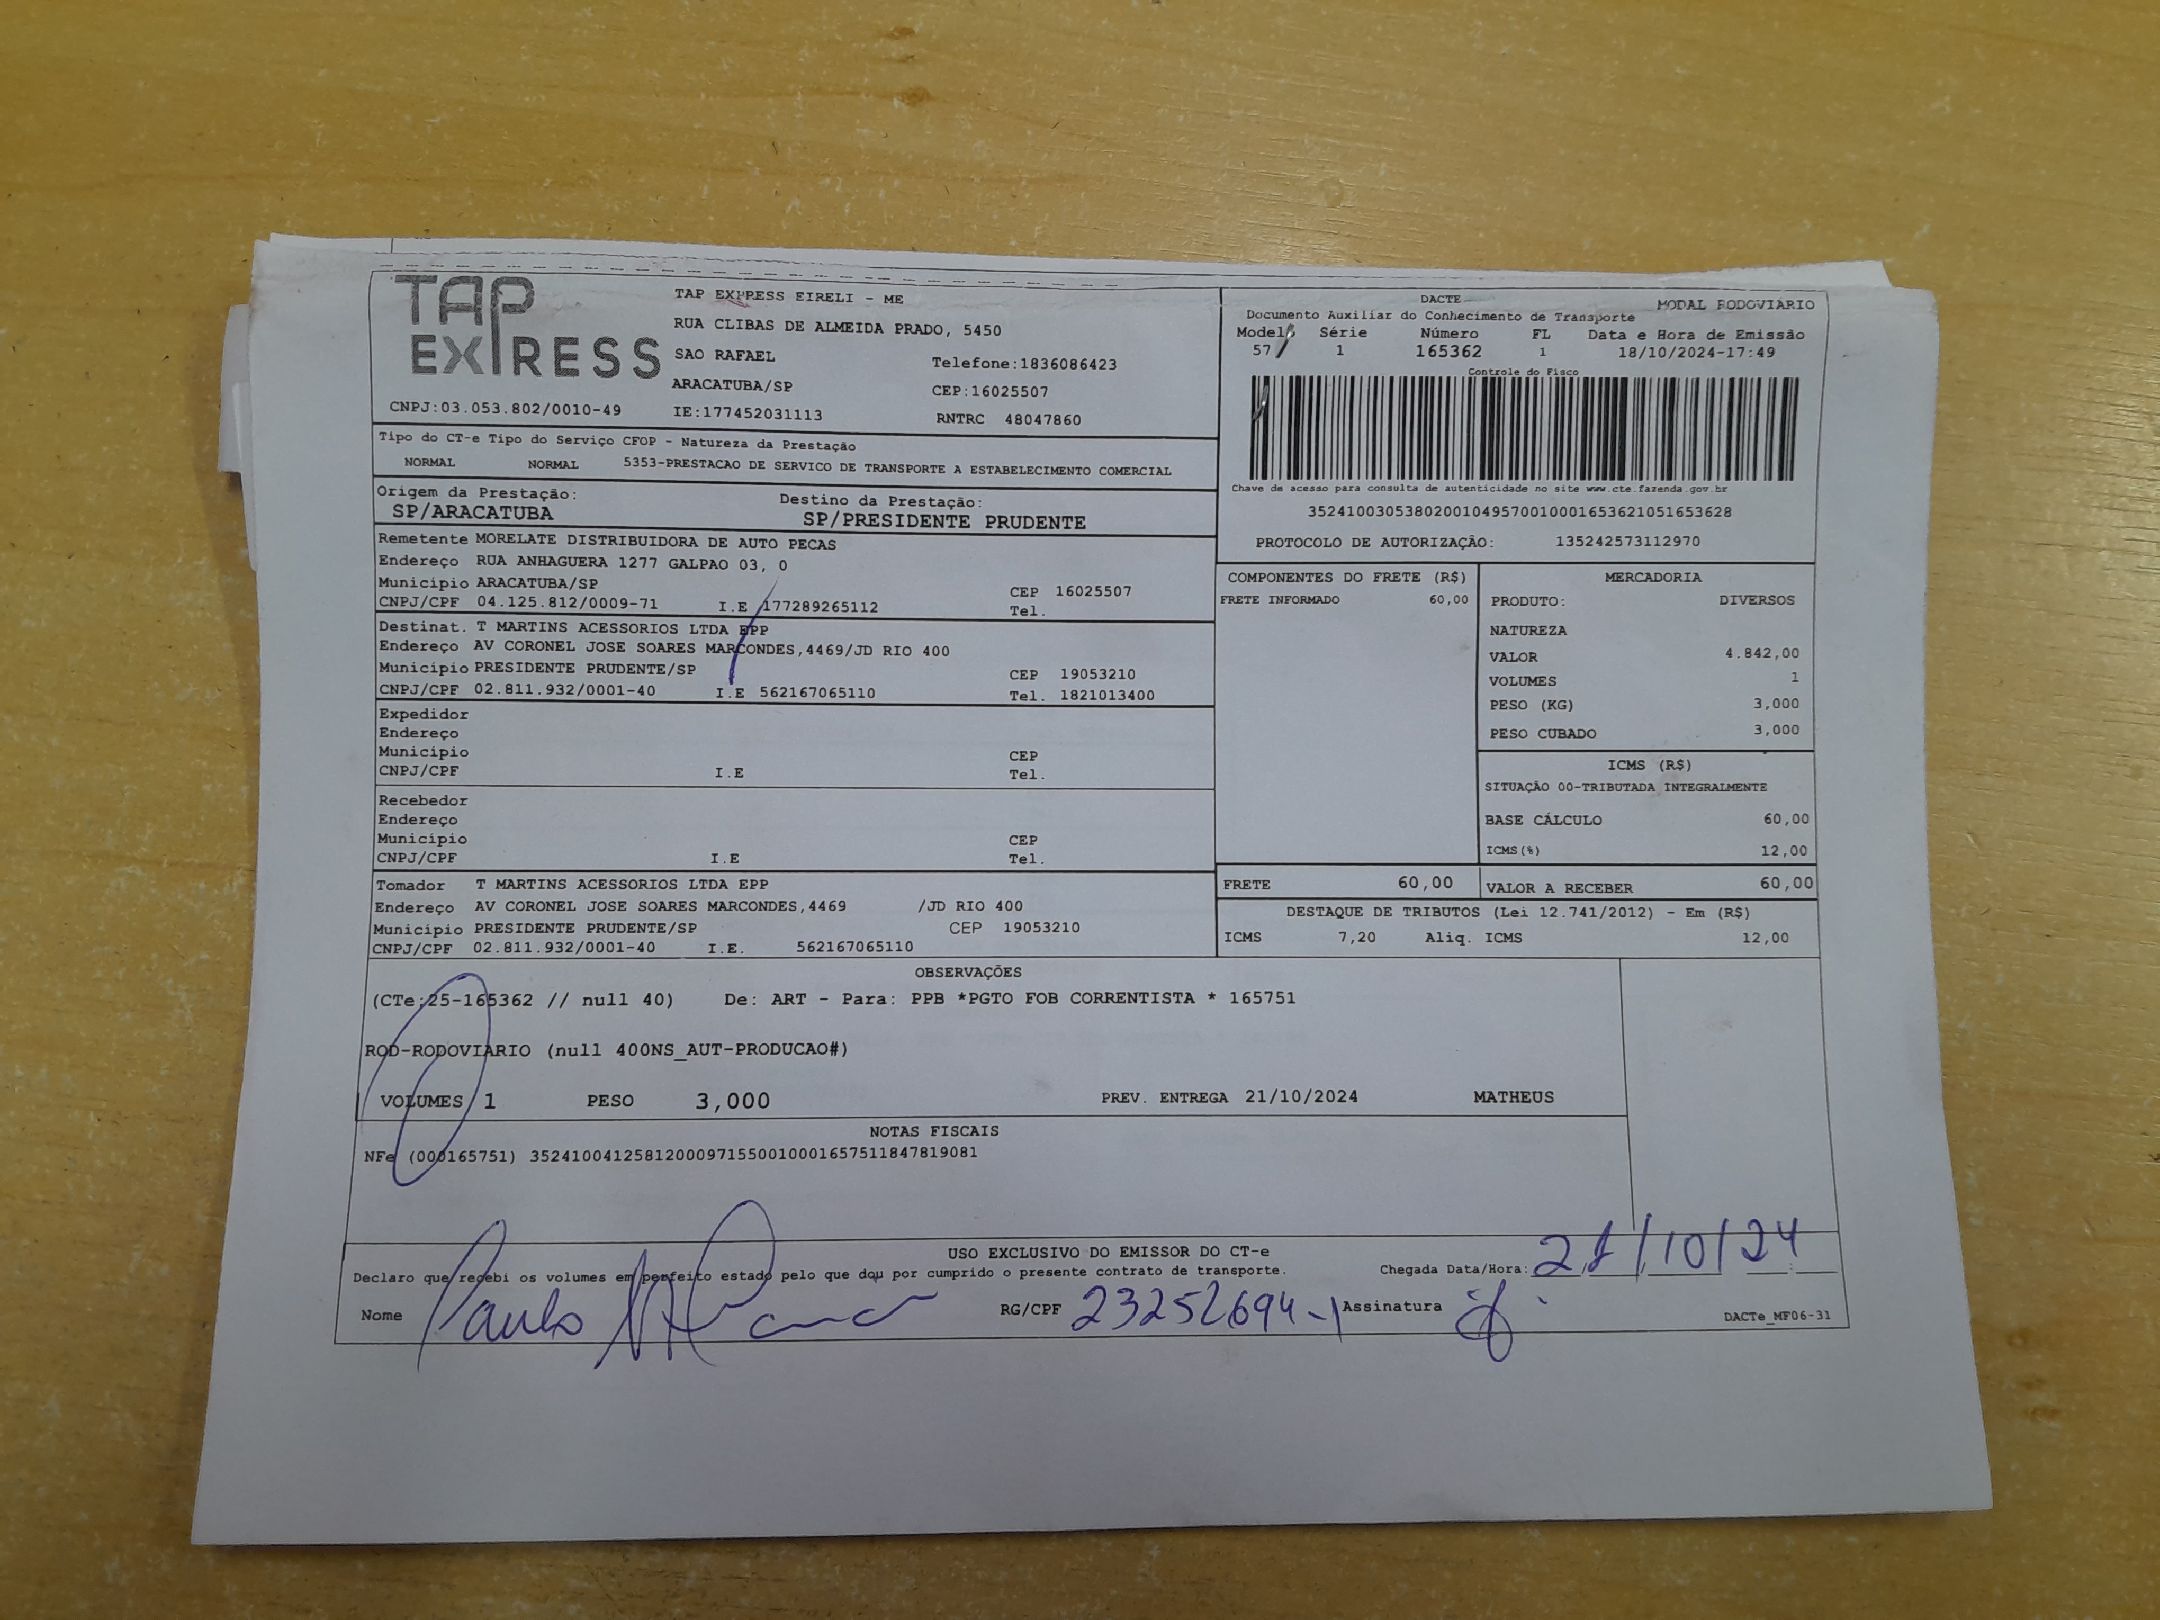 TAP EXPRESS
TAP EXPRESS EIRELI - ME
RUA CLIBAS DE ALMEIDA PRADO, 5450
SAO RAFAEL
Telefone:1836086423
ARACATUBA/SP
CEP:16025507
CNPJ:03.053.802/0010-49
IE:177452031113
RNTRC 48047860
DACTE
MODAL RODOVIARIO
Documento Auxiliar do Conhecimento de Transporte
Modelo Série Número FL Data e Hora de Emissão
57 1 165362 1 18/10/2024-17:49
Controle do Fisco
Chave de acesso para consulta de autenticidade no site www.cte.fazenda.gov.br
35241003053802001049570010001653621051653628
PROTOCOLO DE AUTORIZAÇÃO: 135242573112970
Tipo do CT-e Tipo do Serviço CFOP - Natureza da Prestação
NORMAL NORMAL 5353-PRESTACAO DE SERVICO DE TRANSPORTE A ESTABELECIMENTO COMERCIAL
Origem da Prestação: Destino da Prestação:
SP/ARACATUBA SP/PRESIDENTE PRUDENTE
Remetente MORELATE DISTRIBUIDORA DE AUTO PECAS
Endereço RUA ANHAGUERA 1277 GALPAO 03, 0
Município ARACATUBA/SP CEP 16025507
CNPJ/CPF 04.125.812/0009-71 I.E 177289265112 Tel.
Destinat. T MARTINS ACESSORIOS LTDA EPP
Endereço AV CORONEL JOSE SOARES MARCONDES,4469/JD RIO 400
Município PRESIDENTE PRUDENTE/SP CEP 19053210
CNPJ/CPF 02.811.932/0001-40 I.E 562167065110 Tel. 1821013400
Expedidor
Endereço
Município CEP
CNPJ/CPF I.E Tel.
Recebedor
Endereço
Município CEP
CNPJ/CPF I.E Tel.
Tomador T MARTINS ACESSORIOS LTDA EPP
Endereço AV CORONEL JOSE SOARES MARCONDES,4469 /JD RIO 400
Município PRESIDENTE PRUDENTE/SP CEP 19053210
CNPJ/CPF 02.811.932/0001-40 I.E. 562167065110
COMPONENTES DO FRETE (R$)
FRETE INFORMADO 60,00
MERCADORIA
PRODUTO: DIVERSOS
NATUREZA
VALOR 4.842,00
VOLUMES 1
PESO (KG) 3,000
PESO CUBADO 3,000
ICMS (R$)
SITUAÇÃO 00-TRIBUTADA INTEGRALMENTE
BASE CÁLCULO 60,00
ICMS(%) 12,00
FRETE 60,00 VALOR A RECEBER 60,00
DESTAQUE DE TRIBUTOS (Lei 12.741/2012) - Em (R$)
ICMS 7,20 Aliq. ICMS 12,00
OBSERVAÇÕES
(CTe:25-165362 // null 40) De: ART - Para: PPB *PGTO FOB CORRENTISTA * 165751
ROD-RODOVIARIO (null 400NS_AUT-PRODUCAO#)
VOLUMES 1 PESO 3,000 PREV. ENTREGA 21/10/2024 MATHEUS
NOTAS FISCAIS
NFe (000165751) 35241004125812000971550010001657511847819081
USO EXCLUSIVO DO EMISSOR DO CT-e
Declaro que recebi os volumes em perfeito estado pelo que dou por cumprido o presente contrato de transporte. Chegada Data/Hora: 21/10/24
Nome Paulo RG/CPF 23252694-1 Assinatura
DACTe_MF06-31